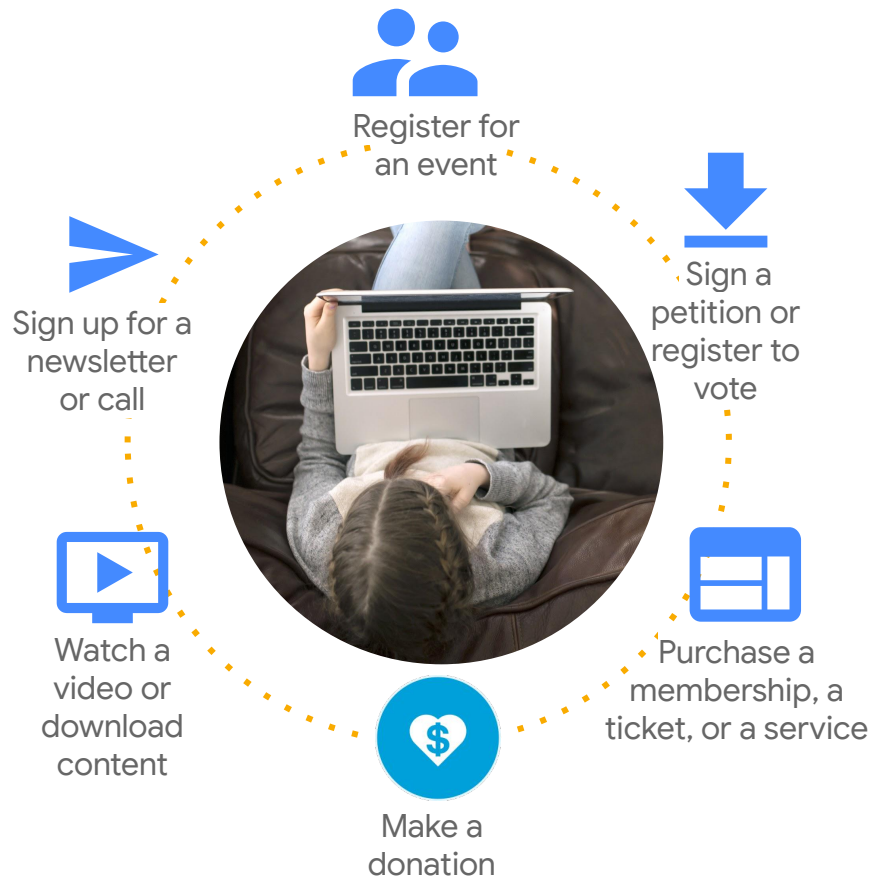 Register for
an event
Sign a
petition or
register to
vote
Purchase a
membership, a
ticket, or a service
$
Make a
donation
Watch a
video or
download
content
Sign up for a
newsletter
or call